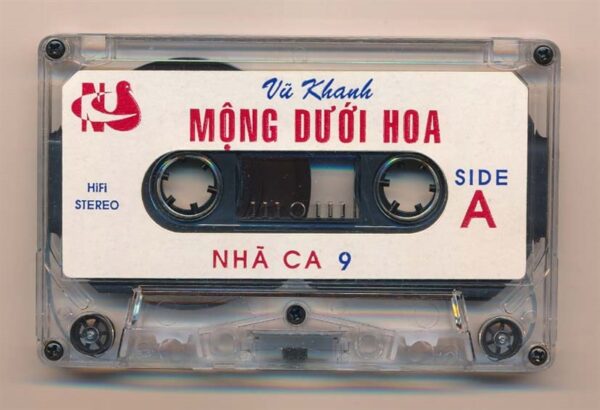 Vũ Khanh
MỘNG DƯỚI HOA
HiFi
STEREO
SIDE
A
NHÃ CA 9